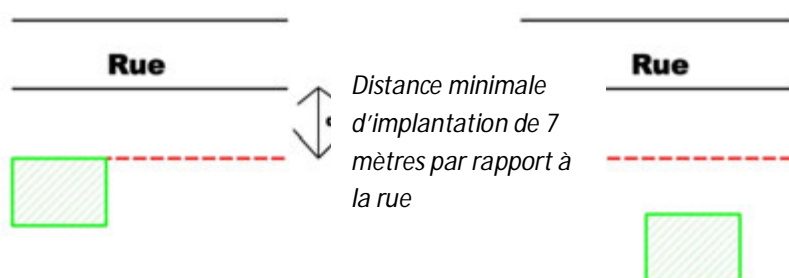 Rue
Distance minimale
d'implantation de 7
mètres par rapport à
la rue
Rue